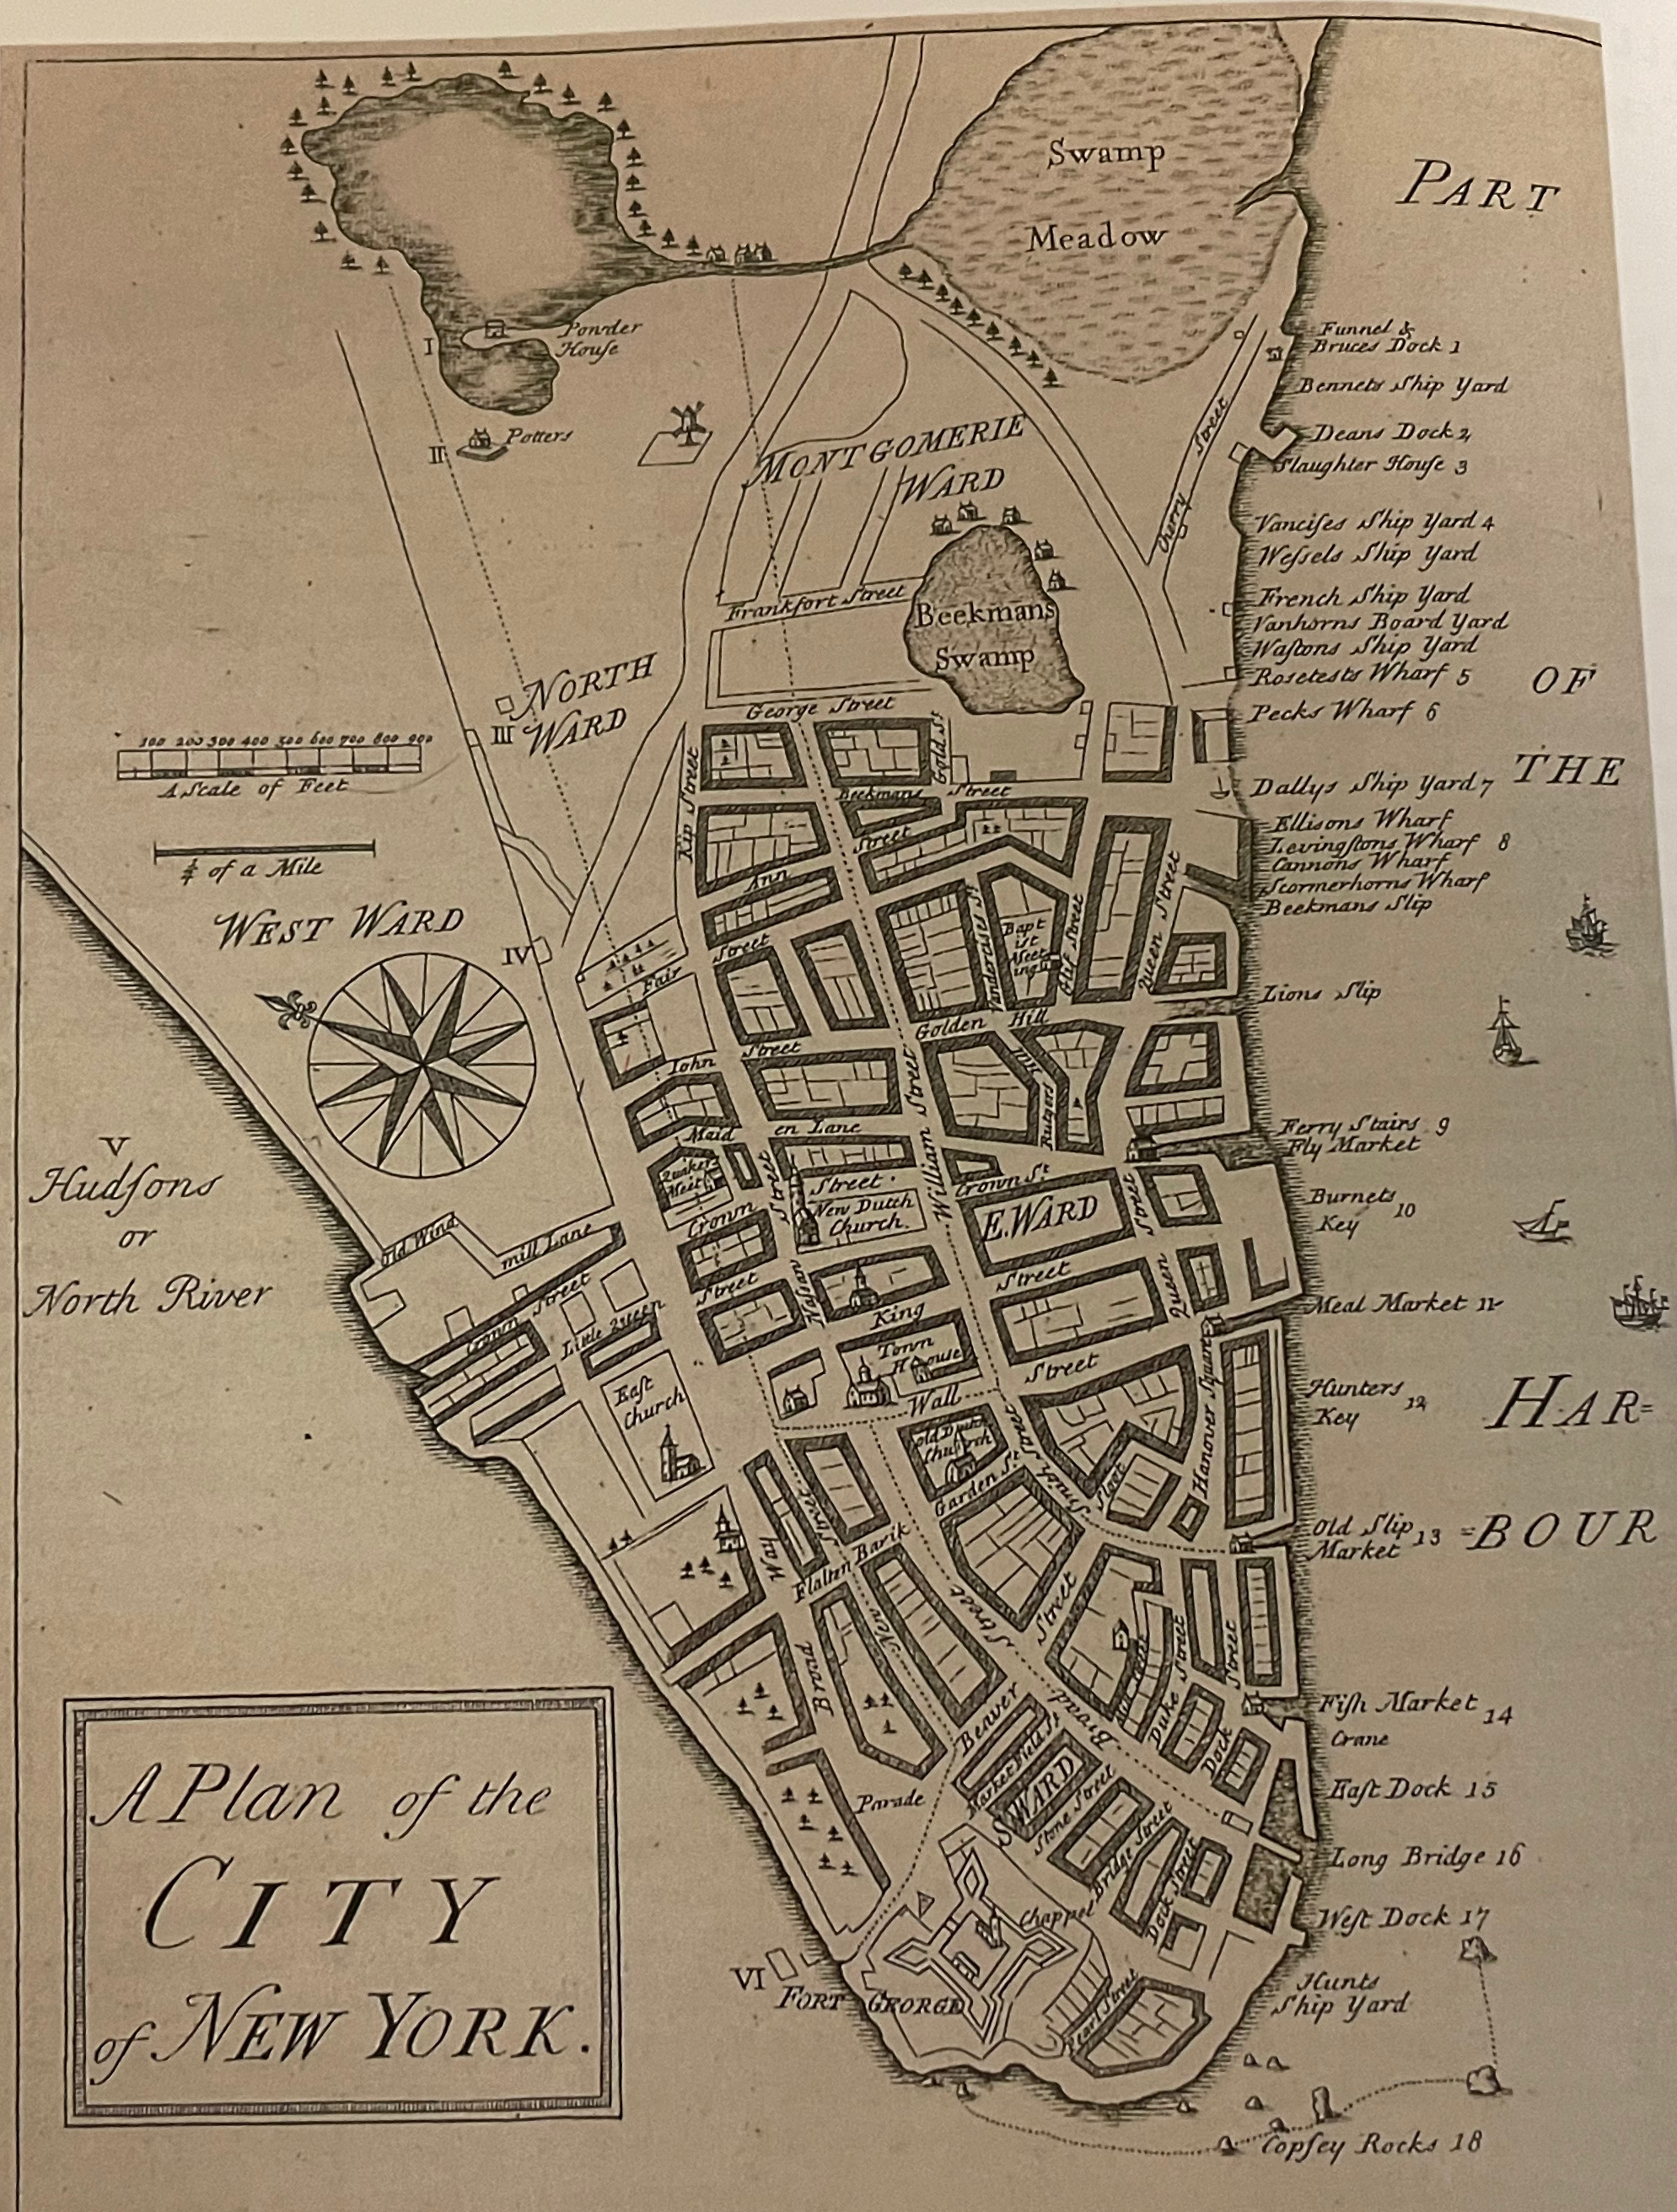 Swamp
Meadow
PART
OF
THE
HAR=
=BOUR
Powder
Houſe
I
II
Potters
MONTGOMERIE
WARD
Street
Cherry
Funnel &
Bruces Dock 1
Bennets Ship Yard
Deans Dock 2
Slaughter Houſe 3
Vanciſes Ship Yard 4
Weſsels Ship Yard
French Ship Yard
Vanhorns Board Yard
Waſtons Ship Yard
Rosetests Wharf 5
Pecks Wharf 6
Dallys Ship Yard 7
Ellisons Wharf
Levingſtons Wharf 8
Cannons Wharf
Scormerhorns Wharf
Beekmans Slip
Lions Slip
Ferry Stairs 9
Fly Market
Burnets 10
Key
Meal Market 11
Hunters 12
Key
Old Slip 13
Market
Fiſh Market 14
Crane
Eaſt Dock 15
Long Bridge 16
Weſt Dock 17
Hunts
Ship Yard
Copſey Rocks 18
Frankfort Street
Beekmans
Swamp
NORTH
WARD
III
George Street
Gold St
Kip Street
Beekmans Street
Street
100 200 300 400 500 600 700 800 900
A Scale of Feet
¼ of a Mile
WEST WARD
IV
Ann
Street
Fair
Vandercliffs St
Bapt
ist
Meet
ing
Clif Street
Queen Street
Golden Hill
John Street
Rutgers Hill
Maid en Lane
Quakers
Meit
Crown Street
New Dutch
Church.
William Street
Crown St
E. WARD
Street
Queen Street
V
Hudſons
or
North River
Old Wind mill Lane
Crown Street
Little Queen
Street
Naſsau Street
King Street
Town
House
Wall
East
Church
Old Dutch
Church
Garden St
Smith Street
Sloat
Hanover Square
Flatten Barik
Broad Way
New Street
Street
Broad Street
Duke Street
Dock Street
Beaver
Market Field St
S WARD
Stone Street
Bridge Street
Dock Street
Parade
Chappel
VI
FORT GEORGE
Pearl Street
A Plan of the
CITY
of NEW YORK.